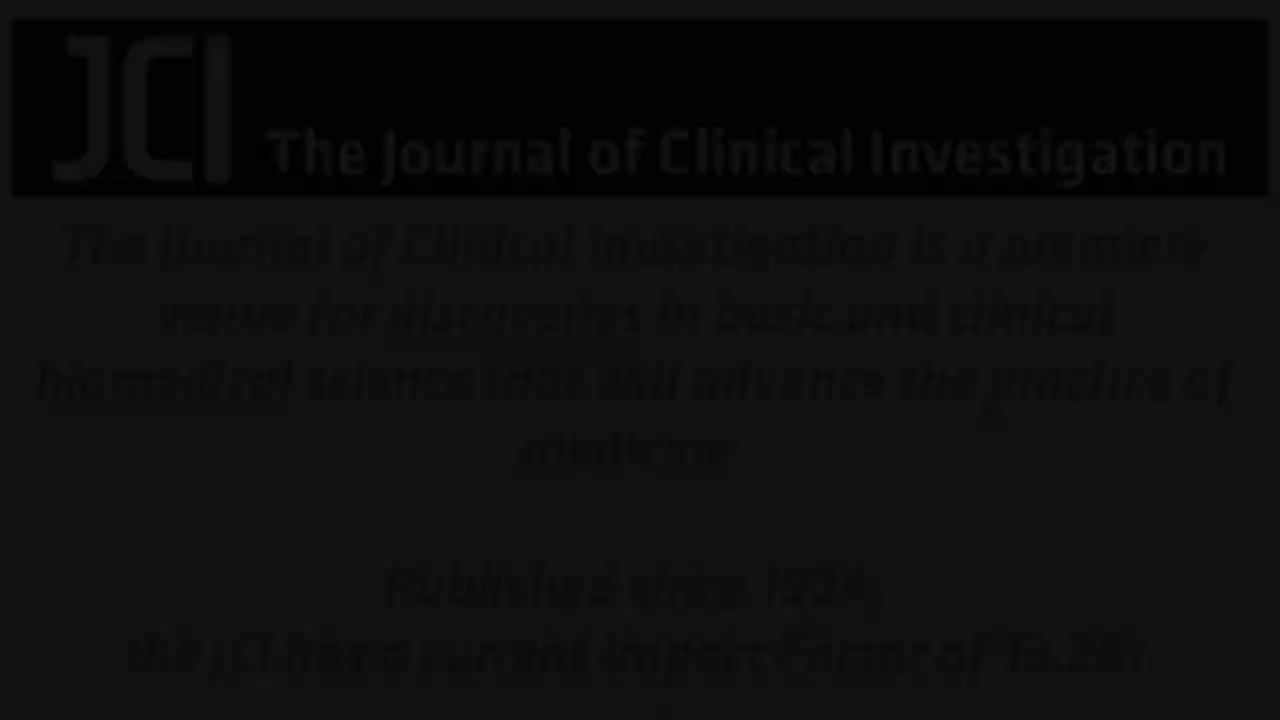 JCI
The Journal of Clinical Investigation
The Journal of Clinical Investigation is a premiere
venue for discoveries in basic and clinical
biomedical science that will advance the practice of
medicine
Published since 1924,
the JCI has a current Impact Factor of